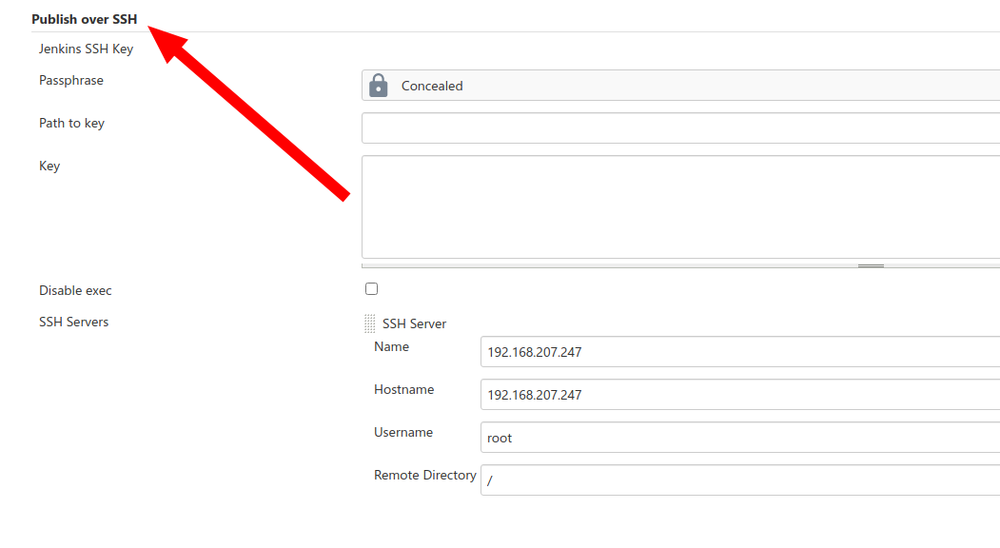 Publish over SSH
Jenkins SSH Key
Passphrase
Concealed
Path to key
Key
Disable exec
SSH Servers
SSH Server
Name
192.168.207.247
Hostname
192.168.207.247
Username
root
Remote Directory
/